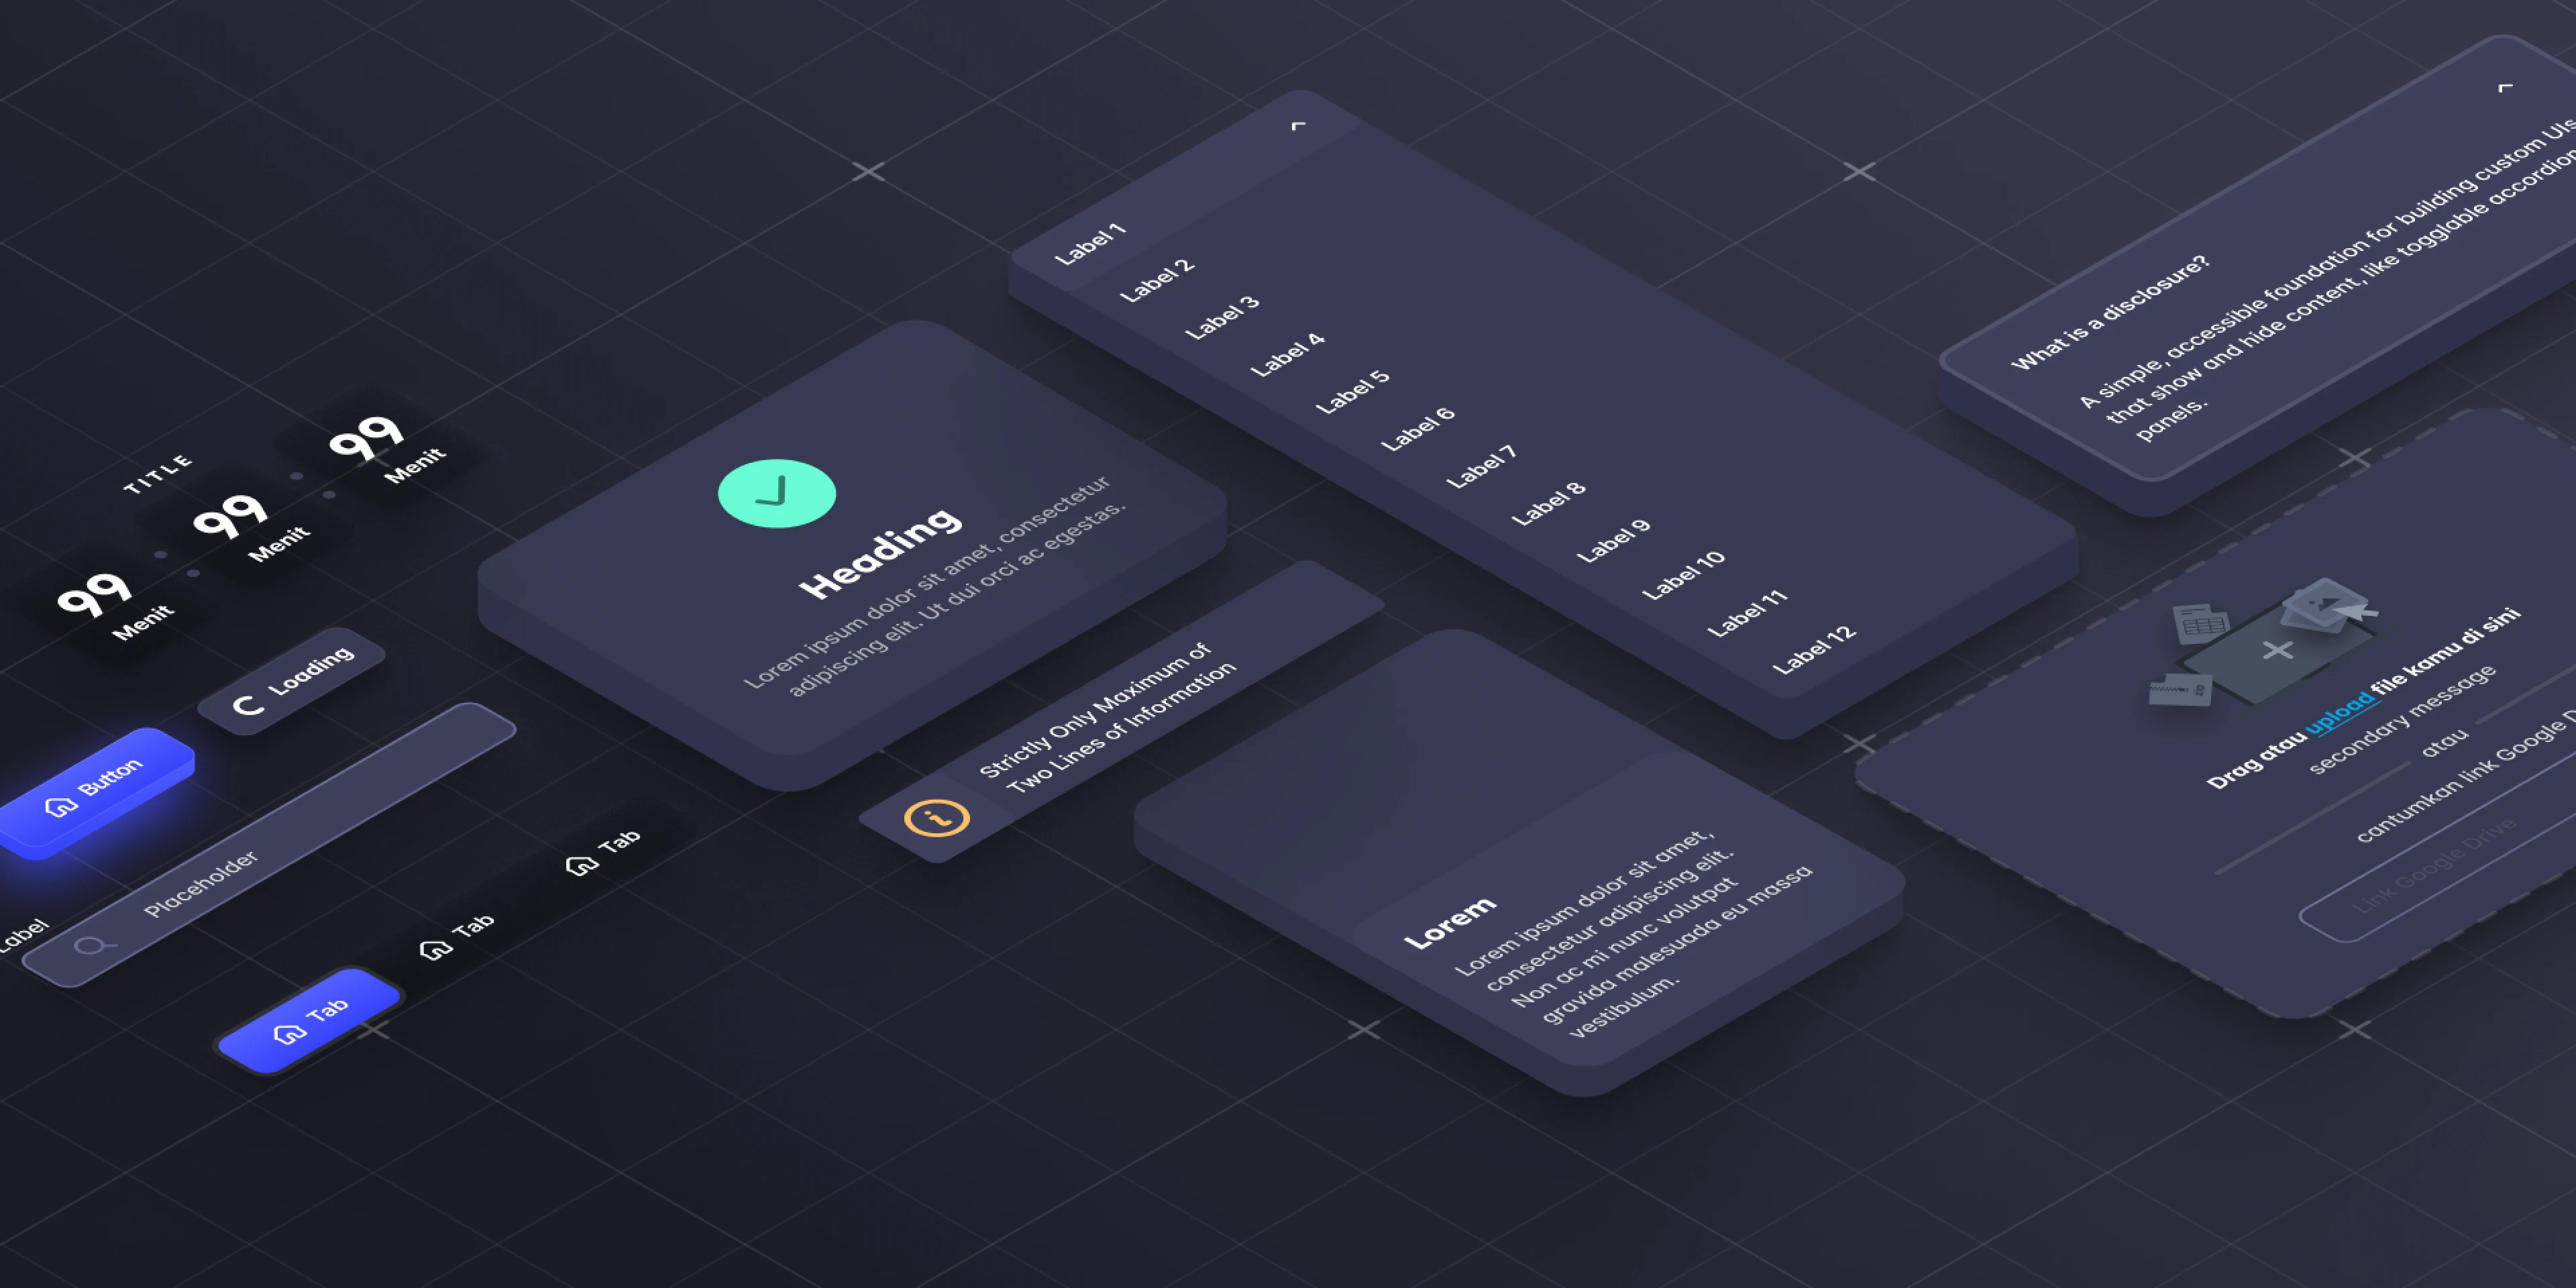 TITLE
99
Menit
99
Menit
99
Menit
Loading
Button
Label
Placeholder
Tab
Tab
Tab
Heading
Lorem ipsum dolor sit amet, consectetur
adipiscing elit. Ut dui orci ac egestas.
Strictly Only Maximum of
Two Lines of Information
Label 1
Label 2
Label 3
Label 4
Label 5
Label 6
Label 7
Label 8
Label 9
Label 10
Label 11
Label 12
Lorem
Lorem ipsum dolor sit amet,
consectetur adipiscing elit.
Non ac mi nunc volutpat
gravida malesuada eu massa
vestibulum.
What is a disclosure?
A simple, accessible foundation for building custom UIs
that show and hide content, like togglable accordion
panels.
Drag atau upload file kamu di sini
secondary message
atau
cantumkan link Google
Link Google Drive